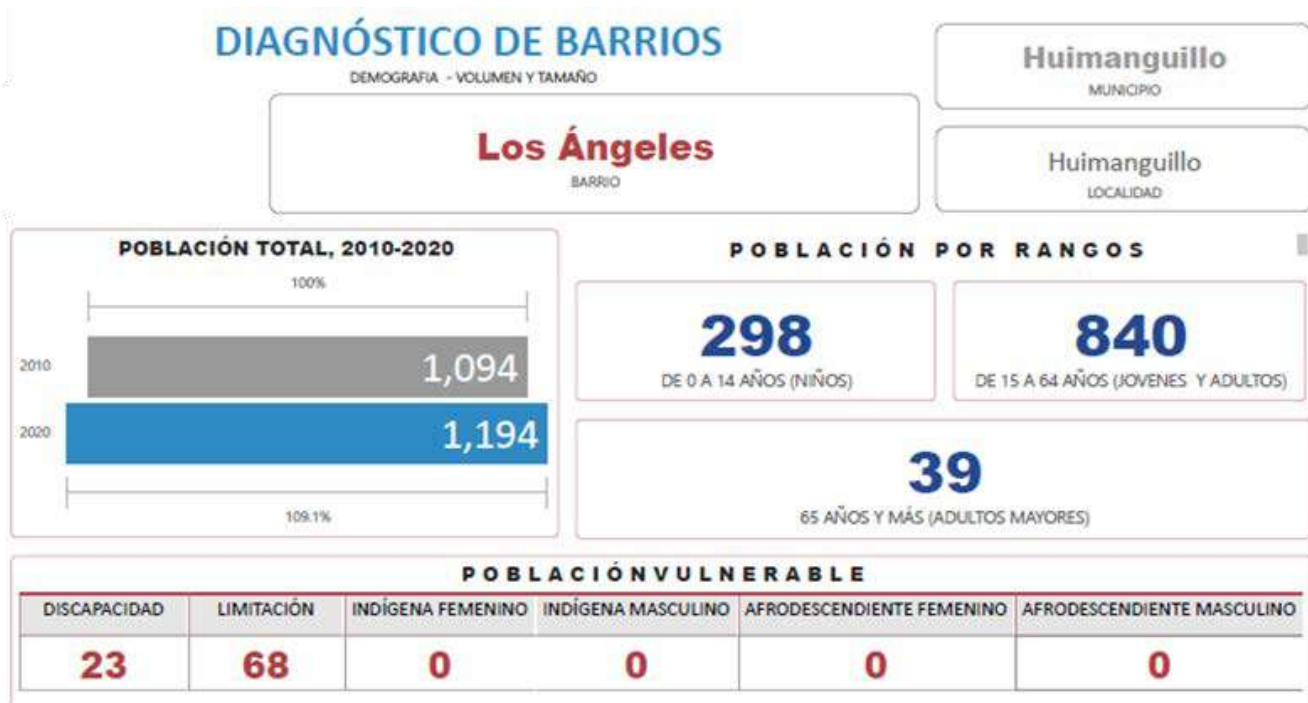 DIAGNÓSTICO DE BARRIOS
DEMOGRAFIA - VOLUMEN Y TAMAÑO
Los Ángeles
BARRIO
Huimanguillo
MUNICIPIO
Huimanguillo
LOCALIDAD
POBLACIÓN TOTAL, 2010-2020
100%
2010
1,094
2020
1,194
109.1%
POBLACIÓN POR RANGOS
298
DE 0 A 14 AÑOS (NIÑOS)
840
DE 15 A 64 AÑOS (JOVENES Y ADULTOS)
39
65 AÑOS Y MÁS (ADULTOS MAYORES)
POBLACIÓNVULNERABLE
DISCAPACIDAD LIMITACIÓN INDÍGENA FEMENINO INDÍGENA MASCULINO AFRODESCENDIENTE FEMENINO AFRODESCENDIENTE MASCULINO
23 68 0 0 0 0